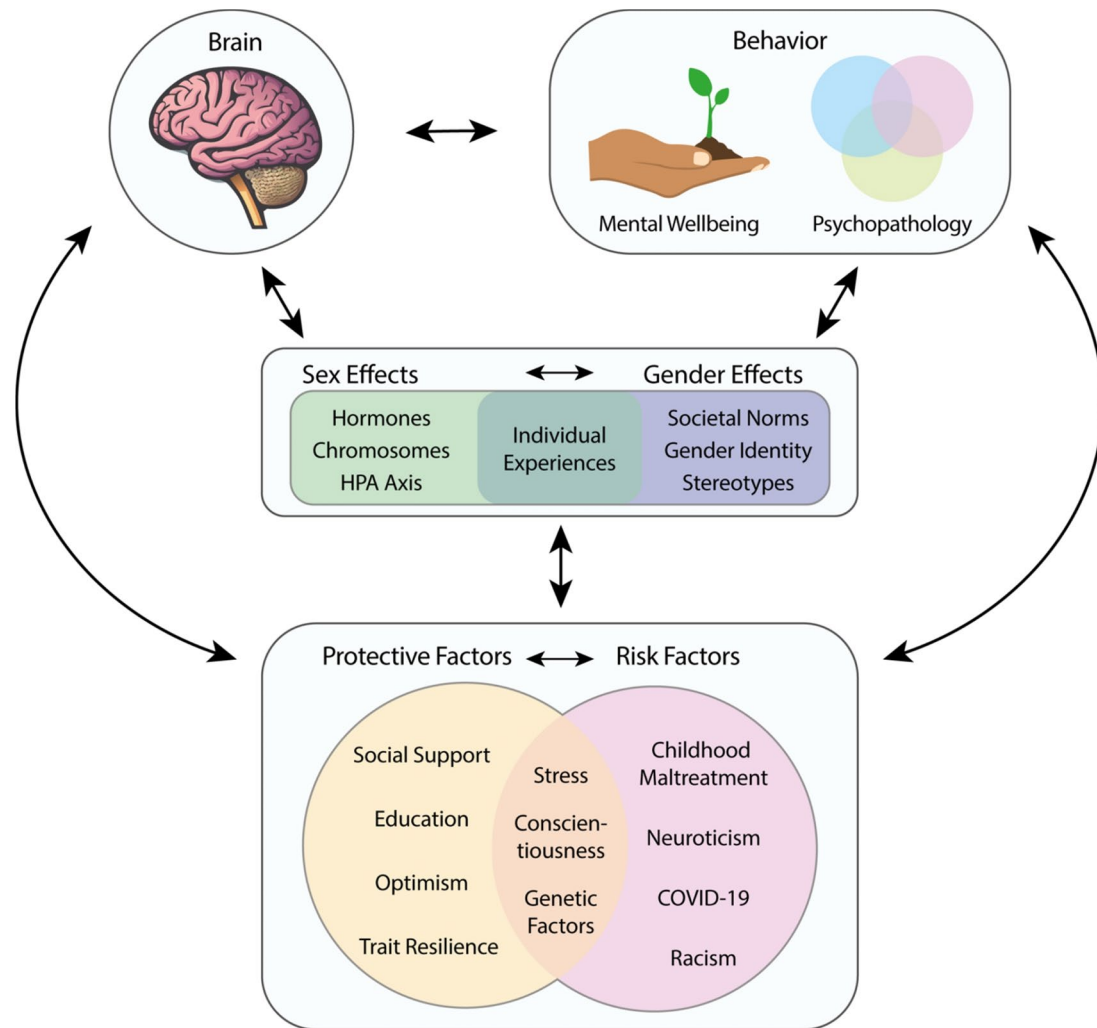 Brain
Behavior
Mental Wellbeing
Psychopathology
Sex Effects
Gender Effects
Hormones
Chromosomes
HPA Axis
Individual
Experiences
Societal Norms
Gender Identity
Stereotypes
Protective Factors
Risk Factors
Social Support
Education
Optimism
Trait Resilience
Stress
Conscien-
tiousness
Genetic
Factors
Childhood
Maltreatment
Neuroticism
COVID-19
Racism